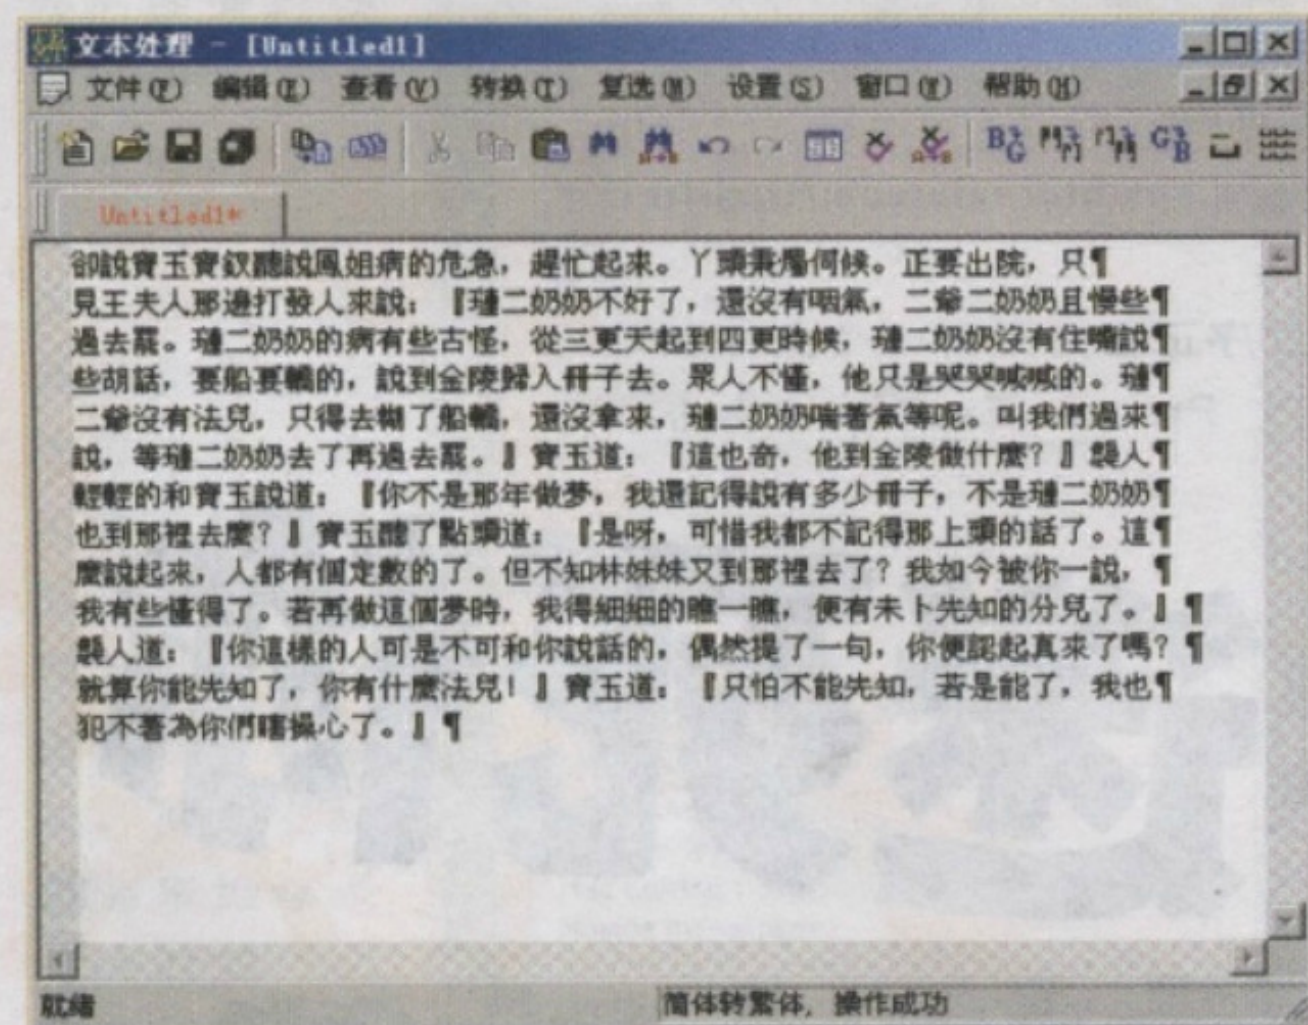 文本处理 - [Untitled1]
文件(F) 编辑(E) 查看(V) 转换(T) 复选(M) 设置(S) 窗口(W) 帮助(H)
Untitled1*
卻說寶玉寶釵聽說鳳姐病的危急，趕忙起來。丫頭秉燭伺候。正要出院，只¶
見王夫人那邊打發人來說：『璉二奶奶不好了，還沒有咽氣，二爺二奶奶且慢些¶
過去罷。璉二奶奶的病有些古怪，從三更天起到四更時候，璉二奶奶沒有住嘴說¶
些胡話，要船要轎的，說到金陵歸入冊子去。眾人不懂，他只是哭哭喊喊的。璉¶
二爺沒有法兒，只得去糊了船轎，還沒拿來，璉二奶奶喘著氣等呢。叫我們過來¶
說，等璉二奶奶去了再過去罷。』寶玉道：『這也奇，他到金陵做什麼？』襲人¶
輕輕的和寶玉說道：『你不是那年做夢，我還記得說有多少冊子，不是璉二奶奶¶
也到那裡去麼？』寶玉聽了點頭道：『是呀，可惜我都不記得那上頭的話了。這¶
麼說起來，人都有個定數的了。但不知林妹妹又到那裡去了？我如今被你一說，¶
我有些懂得了。若再做這個夢時，我得細細的瞧一瞧，便有未卜先知的分兒了。』¶
襲人道：『你這樣的人可是不可和你說話的，偶然提了一句，你便認起真來了嗎？¶
就算你能先知了，你有什麼法兒！』寶玉道：『只怕不能先知，若是能了，我也¶
犯不著為你們瞎操心了。』¶
就绪 简体转繁体，操作成功